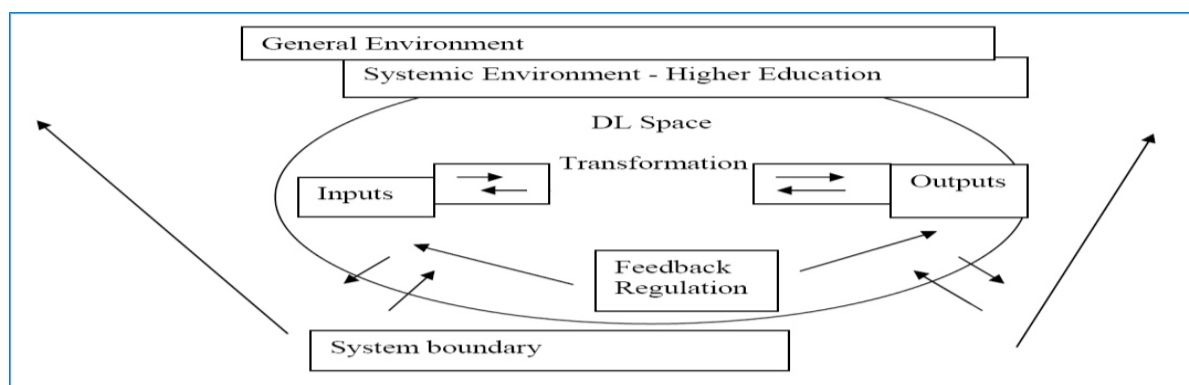 General Environment
Systemic Environment - Higher Education
DL Space
Transformation
Inputs
Outputs
Feedback
Regulation
System boundary